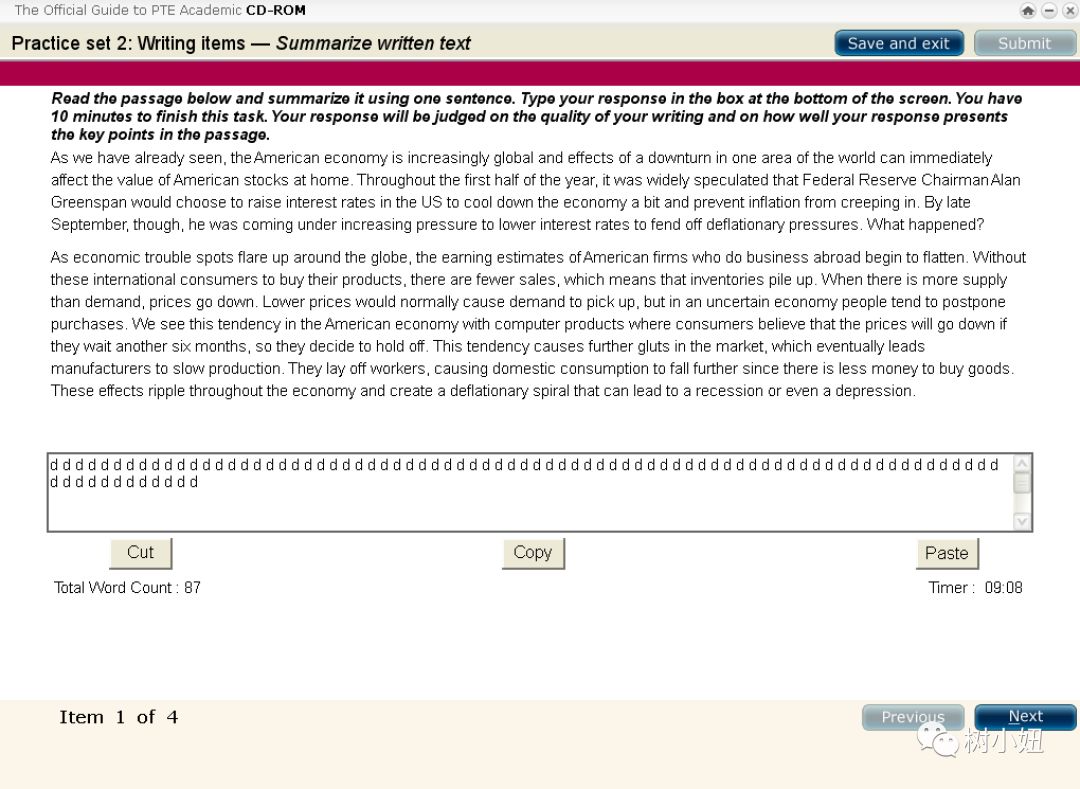 The Official Guide to PTE Academic CD-ROM
Practice set 2: Writing items — Summarize written text
Save and exit
Submit
Read the passage below and summarize it using one sentence. Type your response in the box at the bottom of the screen. You have
10 minutes to finish this task. Your response will be judged on the quality of your writing and on how well your response presents
the key points in the passage.
As we have already seen, the American economy is increasingly global and effects of a downturn in one area of the world can immediately
affect the value of American stocks at home. Throughout the first half of the year, it was widely speculated that Federal Reserve Chairman Alan
Greenspan would choose to raise interest rates in the US to cool down the economy a bit and prevent inflation from creeping in. By late
September, though, he was coming under increasing pressure to lower interest rates to fend off deflationary pressures. What happened?
As economic trouble spots flare up around the globe, the earning estimates of American firms who do business abroad begin to flatten. Without
these international consumers to buy their products, there are fewer sales, which means that inventories pile up. When there is more supply
than demand, prices go down. Lower prices would normally cause demand to pick up, but in an uncertain economy people tend to postpone
purchases. We see this tendency in the American economy with computer products where consumers believe that the prices will go down if
they wait another six months, so they decide to hold off. This tendency causes further gluts in the market, which eventually leads
manufacturers to slow production. They lay off workers, causing domestic consumption to fall further since there is less money to buy goods.
These effects ripple throughout the economy and create a deflationary spiral that can lead to a recession or even a depression.
d d d d d d d d d d d d d d d d d d d d d d d d d d d d d d d d d d d d d d d d d d d d d d d d d d d d d d d d d d d d d d d d d d d d d d d d d d d
d d d d d d d d d d d d
Cut
Copy
Paste
Total Word Count : 87
Timer : 09:08
Item 1 of 4
Previous
Next
树小妞